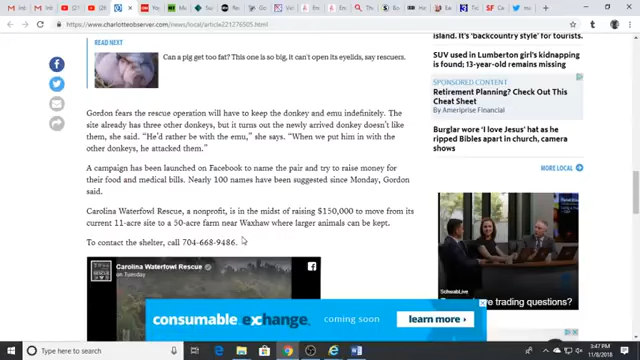 https://www.charlotteobserver.com/news/local/article221276505.html
READ NEXT
Can a pig get too fat? This one is so big, it can't open its eyelids, say rescuers.
Gordon fears the rescue operation will have to keep the donkey and emu indefinitely. The
site already has three other donkeys, but it turns out the newly arrived donkey doesn't like
them, she said. "He'd rather be with the emu," she says. "When we put him in with the
other donkeys, he attacked them."
A campaign has been launched on Facebook to name the pair and try to raise money for
their food and medical bills. Nearly 100 names have been suggested since Monday, Gordon
said.
Carolina Waterfowl Rescue, a nonprofit, is in the midst of raising $150,000 to move from its
current 11-acre site to a 50-acre farm near Waxhaw where larger animals can be kept.
To contact the shelter, call 704-668-9486.
Carolina Waterfowl Rescue
on Tuesday
island. It's 'backcountry style' for tourists.
SUV used in Lumberton girl's kidnapping
is found; 13-year-old remains missing
SPONSORED CONTENT
Retirement Planning? Check Out This
Cheat Sheet
By Ameriprise Financial
Burglar wore 'I love Jesus' hat as he
ripped Bibles apart in church, camera
shows
MORE LOCAL
SchwabLive
trading questions?
consumable exchange.
coming soon
learn more
Type here to search
3:47 PM
11/8/2018